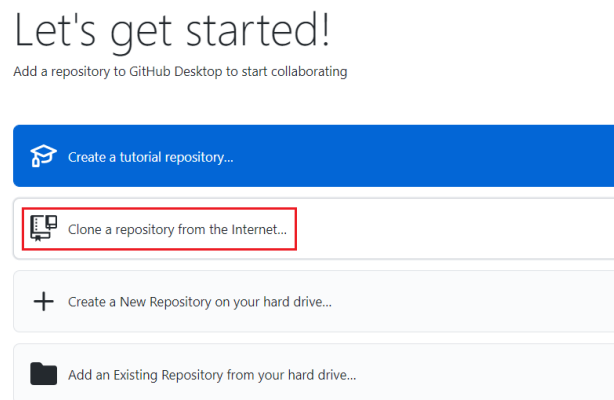 Let's get started!
Add a repository to GitHub Desktop to start collaborating
Create a tutorial repository...
Clone a repository from the Internet...
Create a New Repository on your hard drive...
Add an Existing Repository from your hard drive...